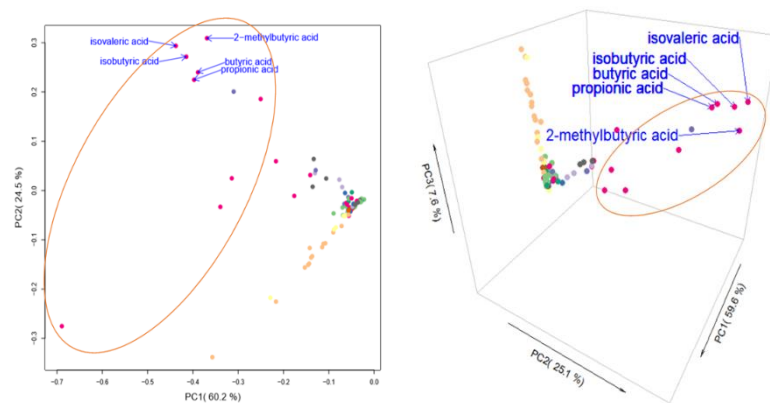 isovaleric acid
2-methylbutyric acid
isobutyric acid
butyric acid
propionic acid
0.3
0.2
0.1
0.0
−0.1
−0.2
−0.3
−0.7
−0.6
−0.5
−0.4
−0.3
−0.2
−0.1
0.0
PC2( 24.5 %)
PC1( 60.2 %)
isovaleric acid
isobutyric acid
butyric acid
propionic acid
2-methylbutyric acid
PC3( 7.6 %)
PC2( 25.1 %)
PC1( 59.6 %)